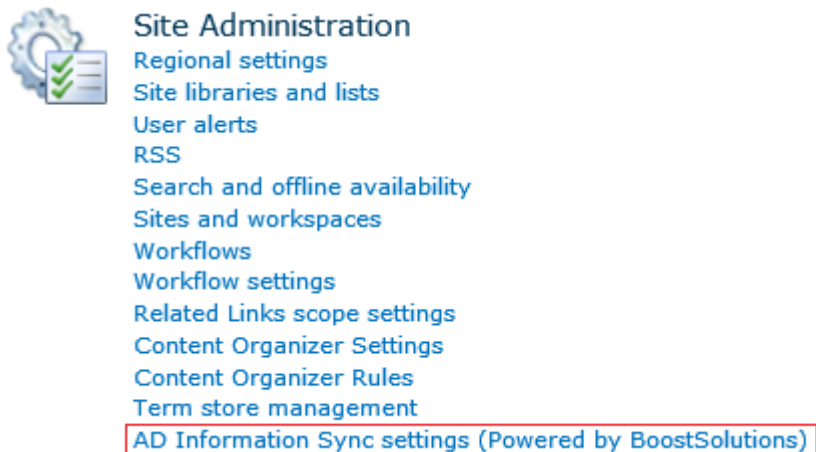 Site Administration
Regional settings
Site libraries and lists
User alerts
RSS
Search and offline availability
Sites and workspaces
Workflows
Workflow settings
Related Links scope settings
Content Organizer Settings
Content Organizer Rules
Term store management
AD Information Sync settings (Powered by BoostSolutions)